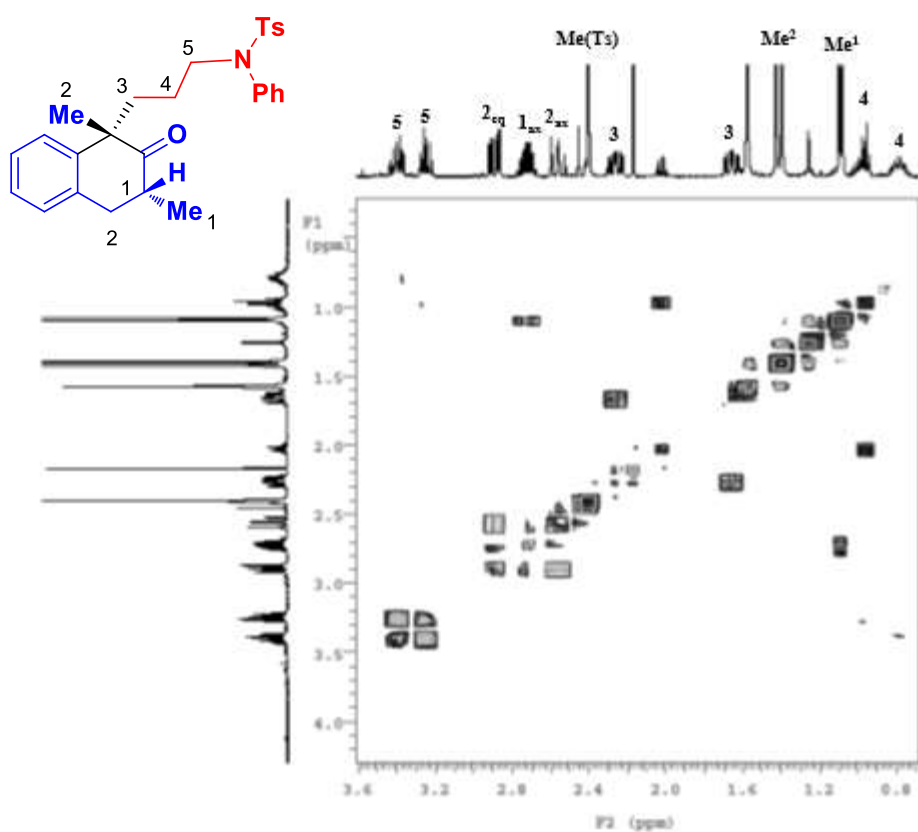 Ts
5
N
4
Ph
3
2
Me
O
1
H
Me 1
2
Me(Ts)
Me²
Me¹
5
5
2eq
1ax
2ax
3
3
4
4
F1
(ppm)
1.0
1.5
2.0
2.5
3.0
3.5
4.0
3.6 3.2 2.8 2.4 2.0 1.6 1.2 0.8
F2 (ppm)